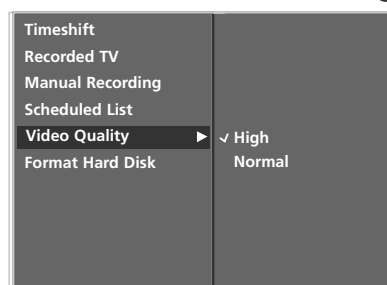 Timeshift
Recorded TV
Manual Recording
Scheduled List
Video Quality
Format Hard Disk
High
Normal